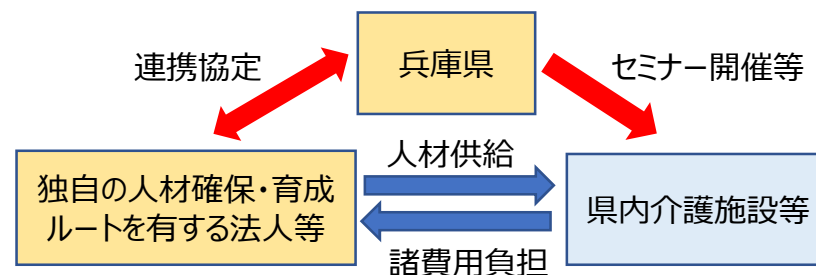 連携協定
兵庫県
セミナー開催等
人材供給
独自の人材確保・育成
ルートを有する法人等
県内介護施設等
諸費用負担